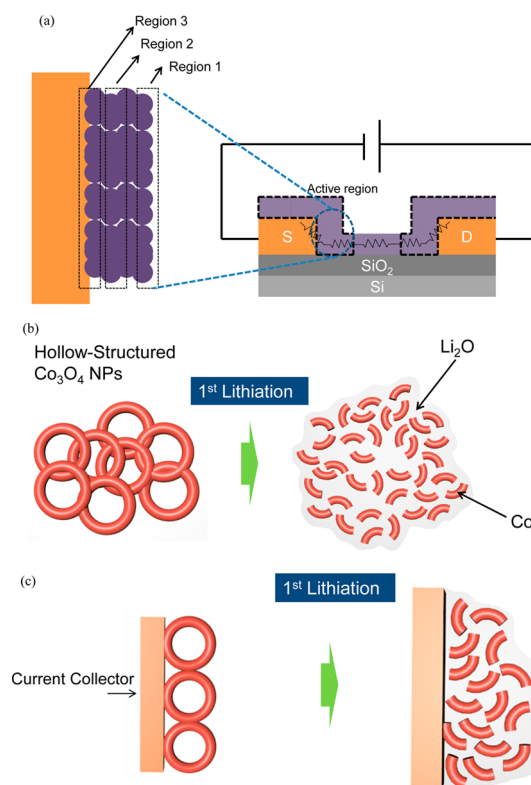 (a)
Region 3
Region 2
Region 1
Active region
S
D
SiO2
Si
(b)
Hollow-Structured
Co3O4 NPs
1st Lithiation
Li2O
Co
(c)
1st Lithiation
Current Collector